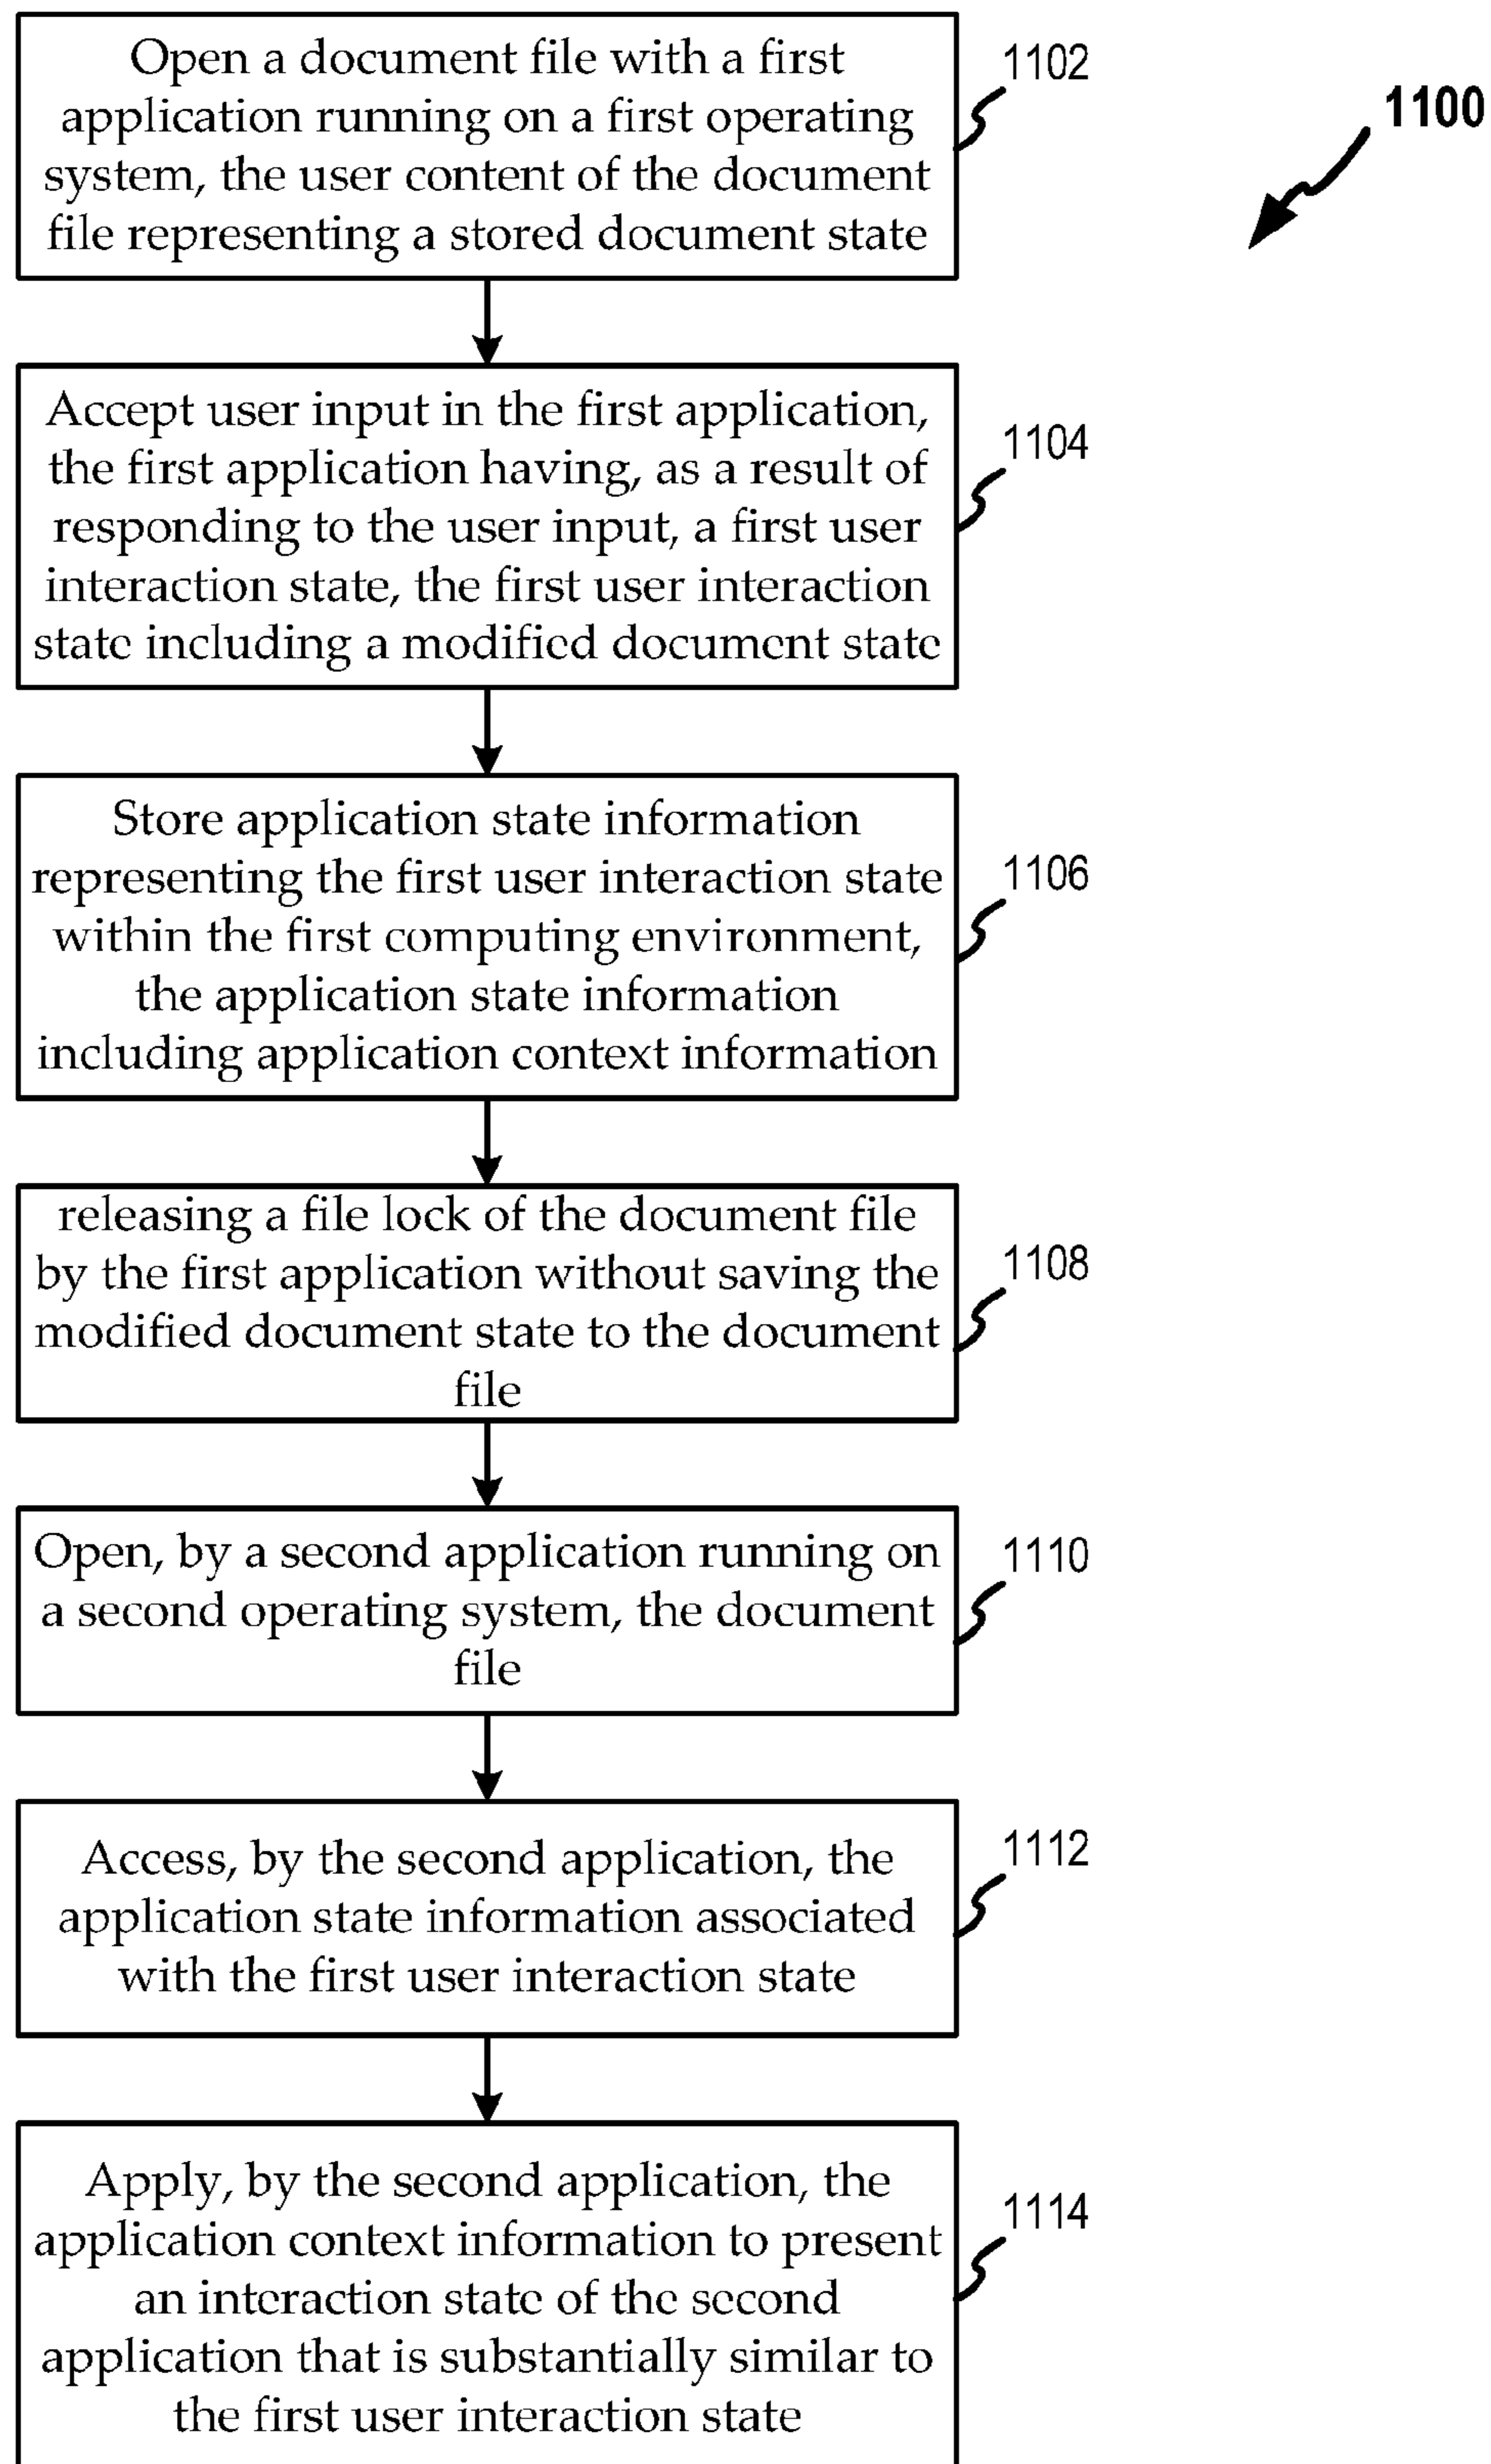 Open a document file with a first
application running on a first operating
system, the user content of the document
file representing a stored document state
1102
1100
Accept user input in the first application,
the first application having, as a result of
responding to the user input, a first user
interaction state, the first user interaction
state including a modified document state
1104
Store application state information
representing the first user interaction state
within the first computing environment,
the application state information
including application context information
1106
releasing a file lock of the document file
by the first application without saving the
modified document state to the document
file
1108
Open, by a second application running on
a second operating system, the document
file
1110
Access, by the second application, the
application state information associated
with the first user interaction state
1112
Apply, by the second application, the
application context information to present
an interaction state of the second
application that is substantially similar to
the first user interaction state
1114